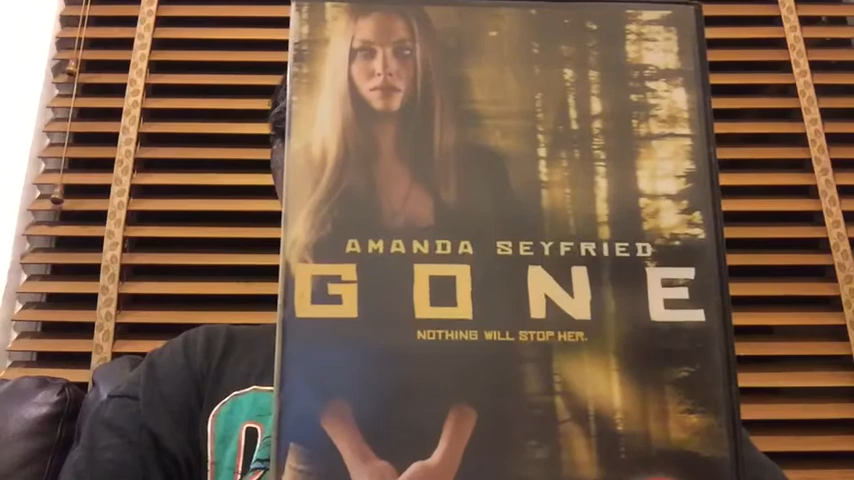 AMANDA SEYFRIED
GONE
NOTHING WILL STOP HER.